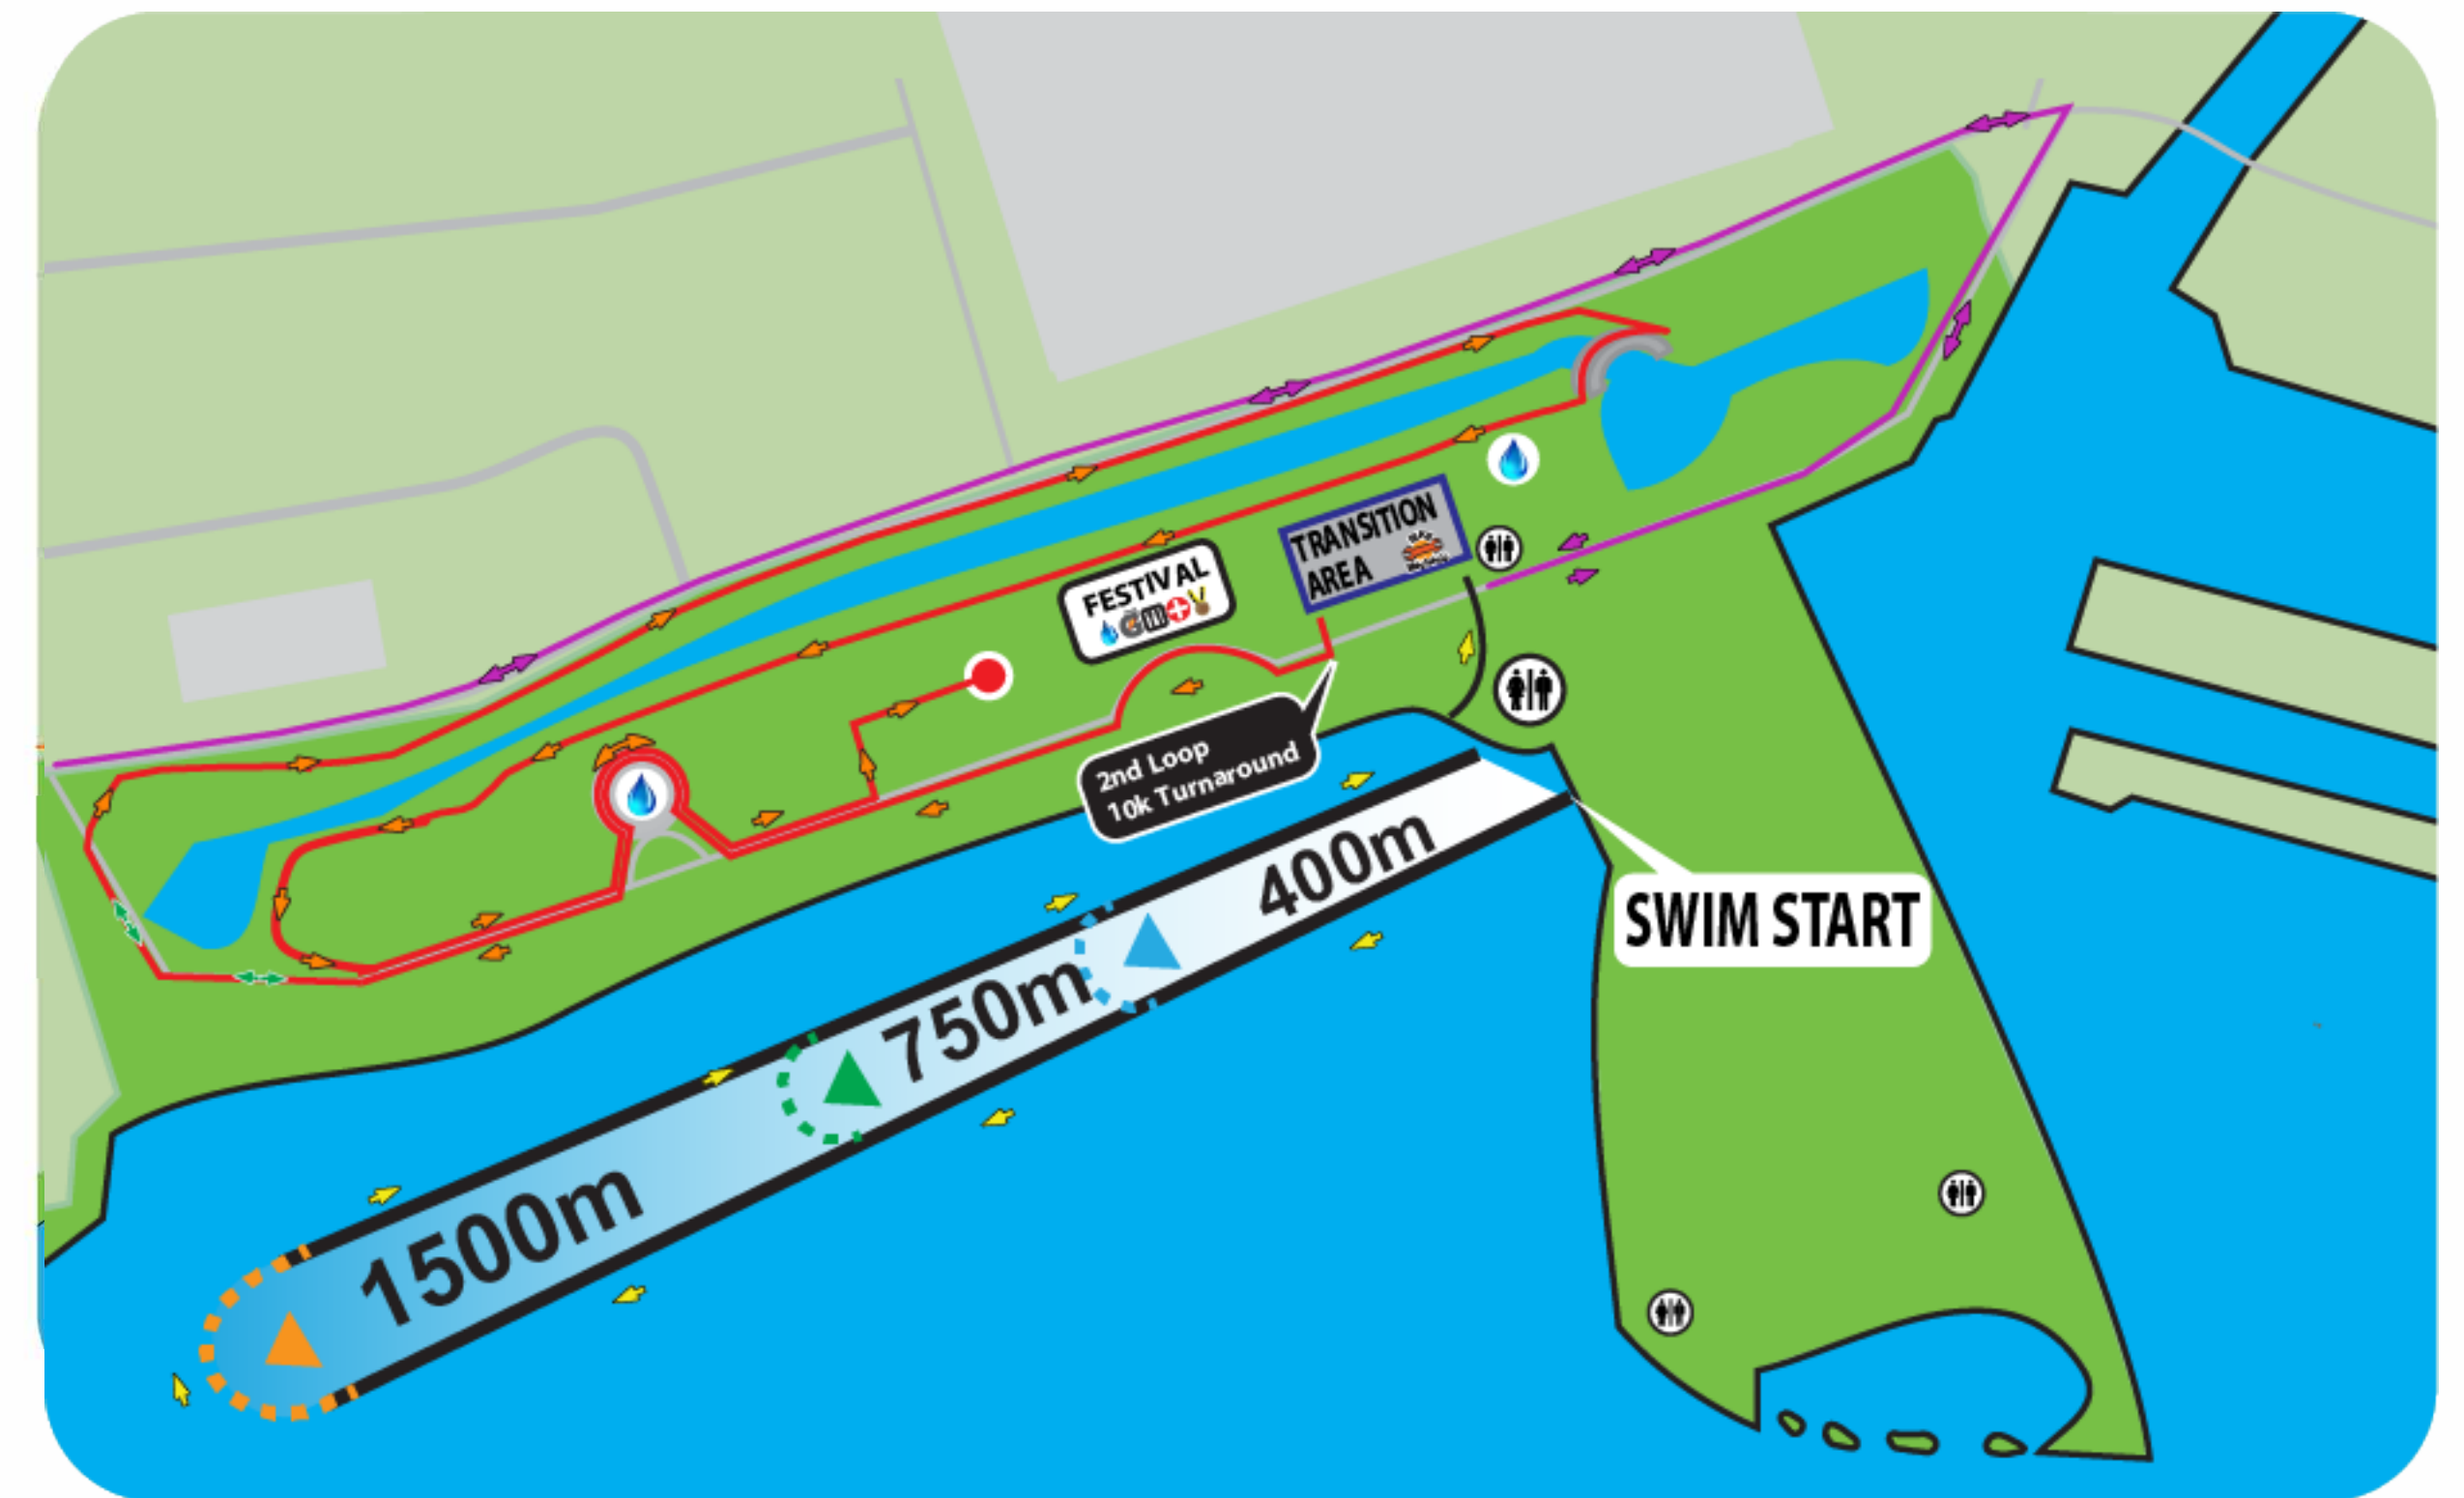 TRANSITION
AREA
FESTIVAL
2nd Loop
10k Turnaround
400m
SWIM START
750m
1500m